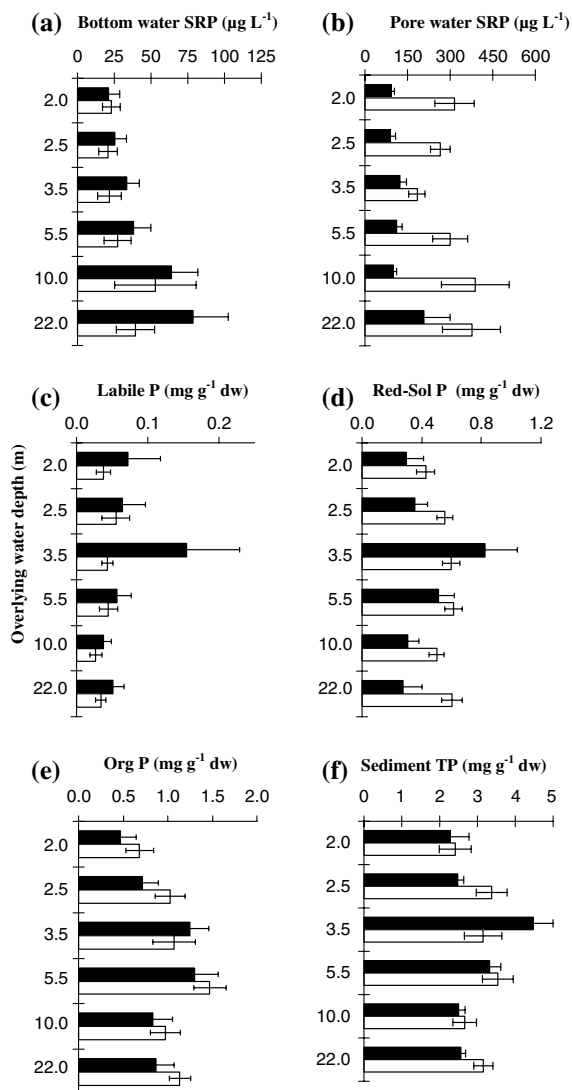 (a) Bottom water SRP (µg L⁻¹)
0 25 50 75 100 125
2.0
2.5
3.5
5.5
10.0
22.0
(b) Pore water SRP (µg L⁻¹)
0 150 300 450 600
2.0
2.5
3.5
5.5
10.0
22.0
Overlying water depth (m)
(c) Labile P (mg g⁻¹ dw)
0.0 0.1 0.2
2.0
2.5
3.5
5.5
10.0
22.0
(d) Red-Sol P (mg g⁻¹ dw)
0.0 0.4 0.8 1.2
2.0
2.5
3.5
5.5
10.0
22.0
(e) Org P (mg g⁻¹ dw)
0.0 0.5 1.0 1.5 2.0
2.0
2.5
3.5
5.5
10.0
22.0
(f) Sediment TP (mg g⁻¹ dw)
0 1 2 3 4 5
2.0
2.5
3.5
5.5
10.0
22.0